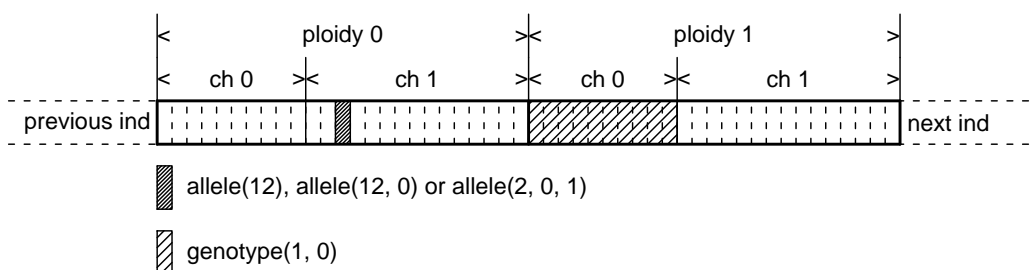 ploidy 0 ploidy 1
ch 0 ch 1 ch 0 ch 1
previous ind next ind
allele(12), allele(12, 0) or allele(2, 0, 1)
genotype(1, 0)